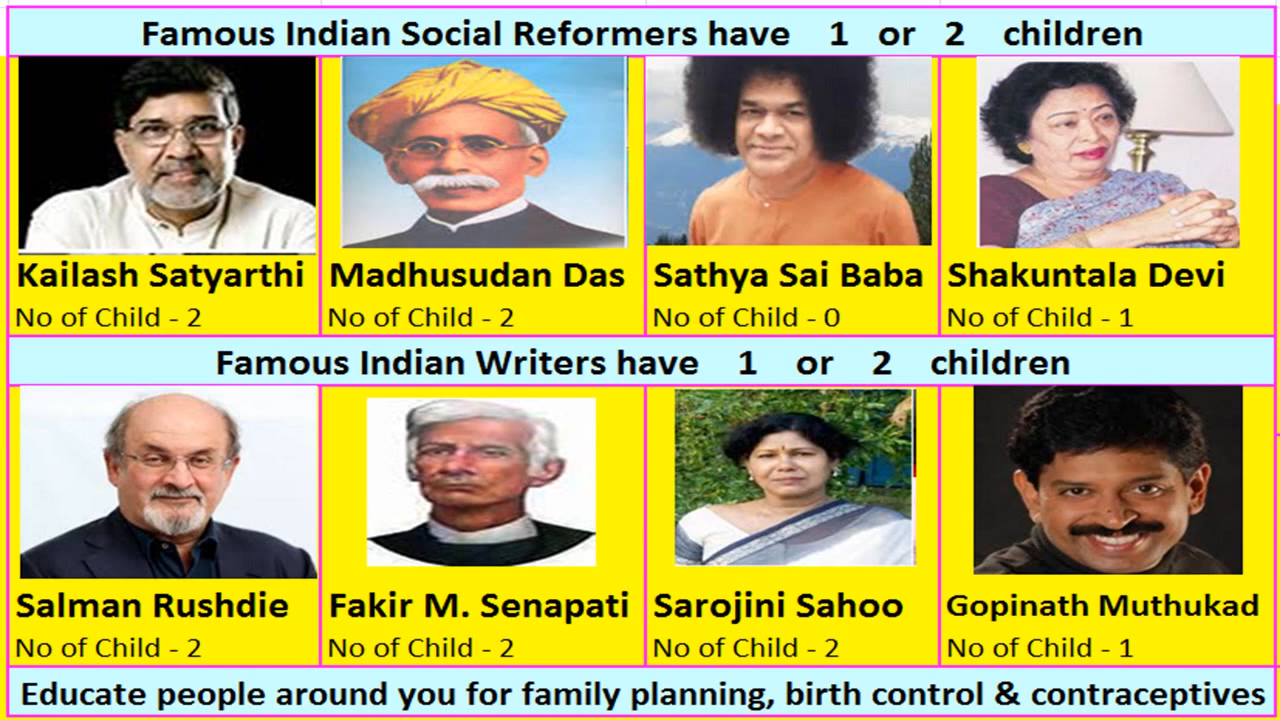 Famous Indian Social Reformers have 1 or 2 children
Kailash Satyarthi
No of Child - 2
Madhusudan Das
No of Child - 2
Sathya Sai Baba
No of Child - 0
Shakuntala Devi
No of Child - 1
Famous Indian Writers have 1 or 2 children
Salman Rushdie
No of Child - 2
Fakir M. Senapati
No of Child - 2
Sarojini Sahoo
No of Child - 2
Gopinath Muthukad
No of Child - 1
Educate people around you for family planning, birth control & contraceptives